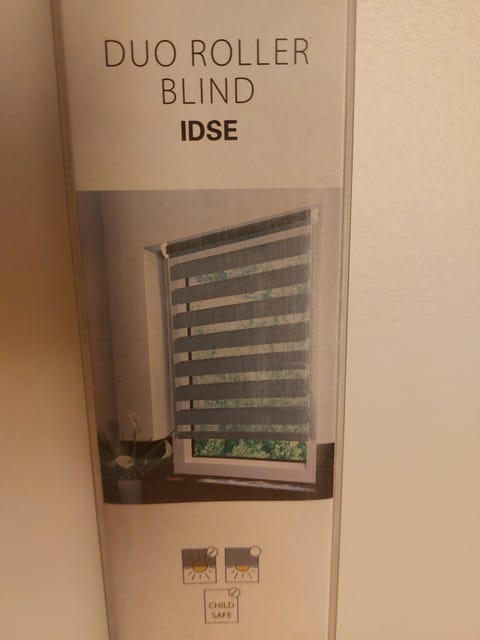 DUO ROLLER
BLIND
IDSE
CHILD
SAFE